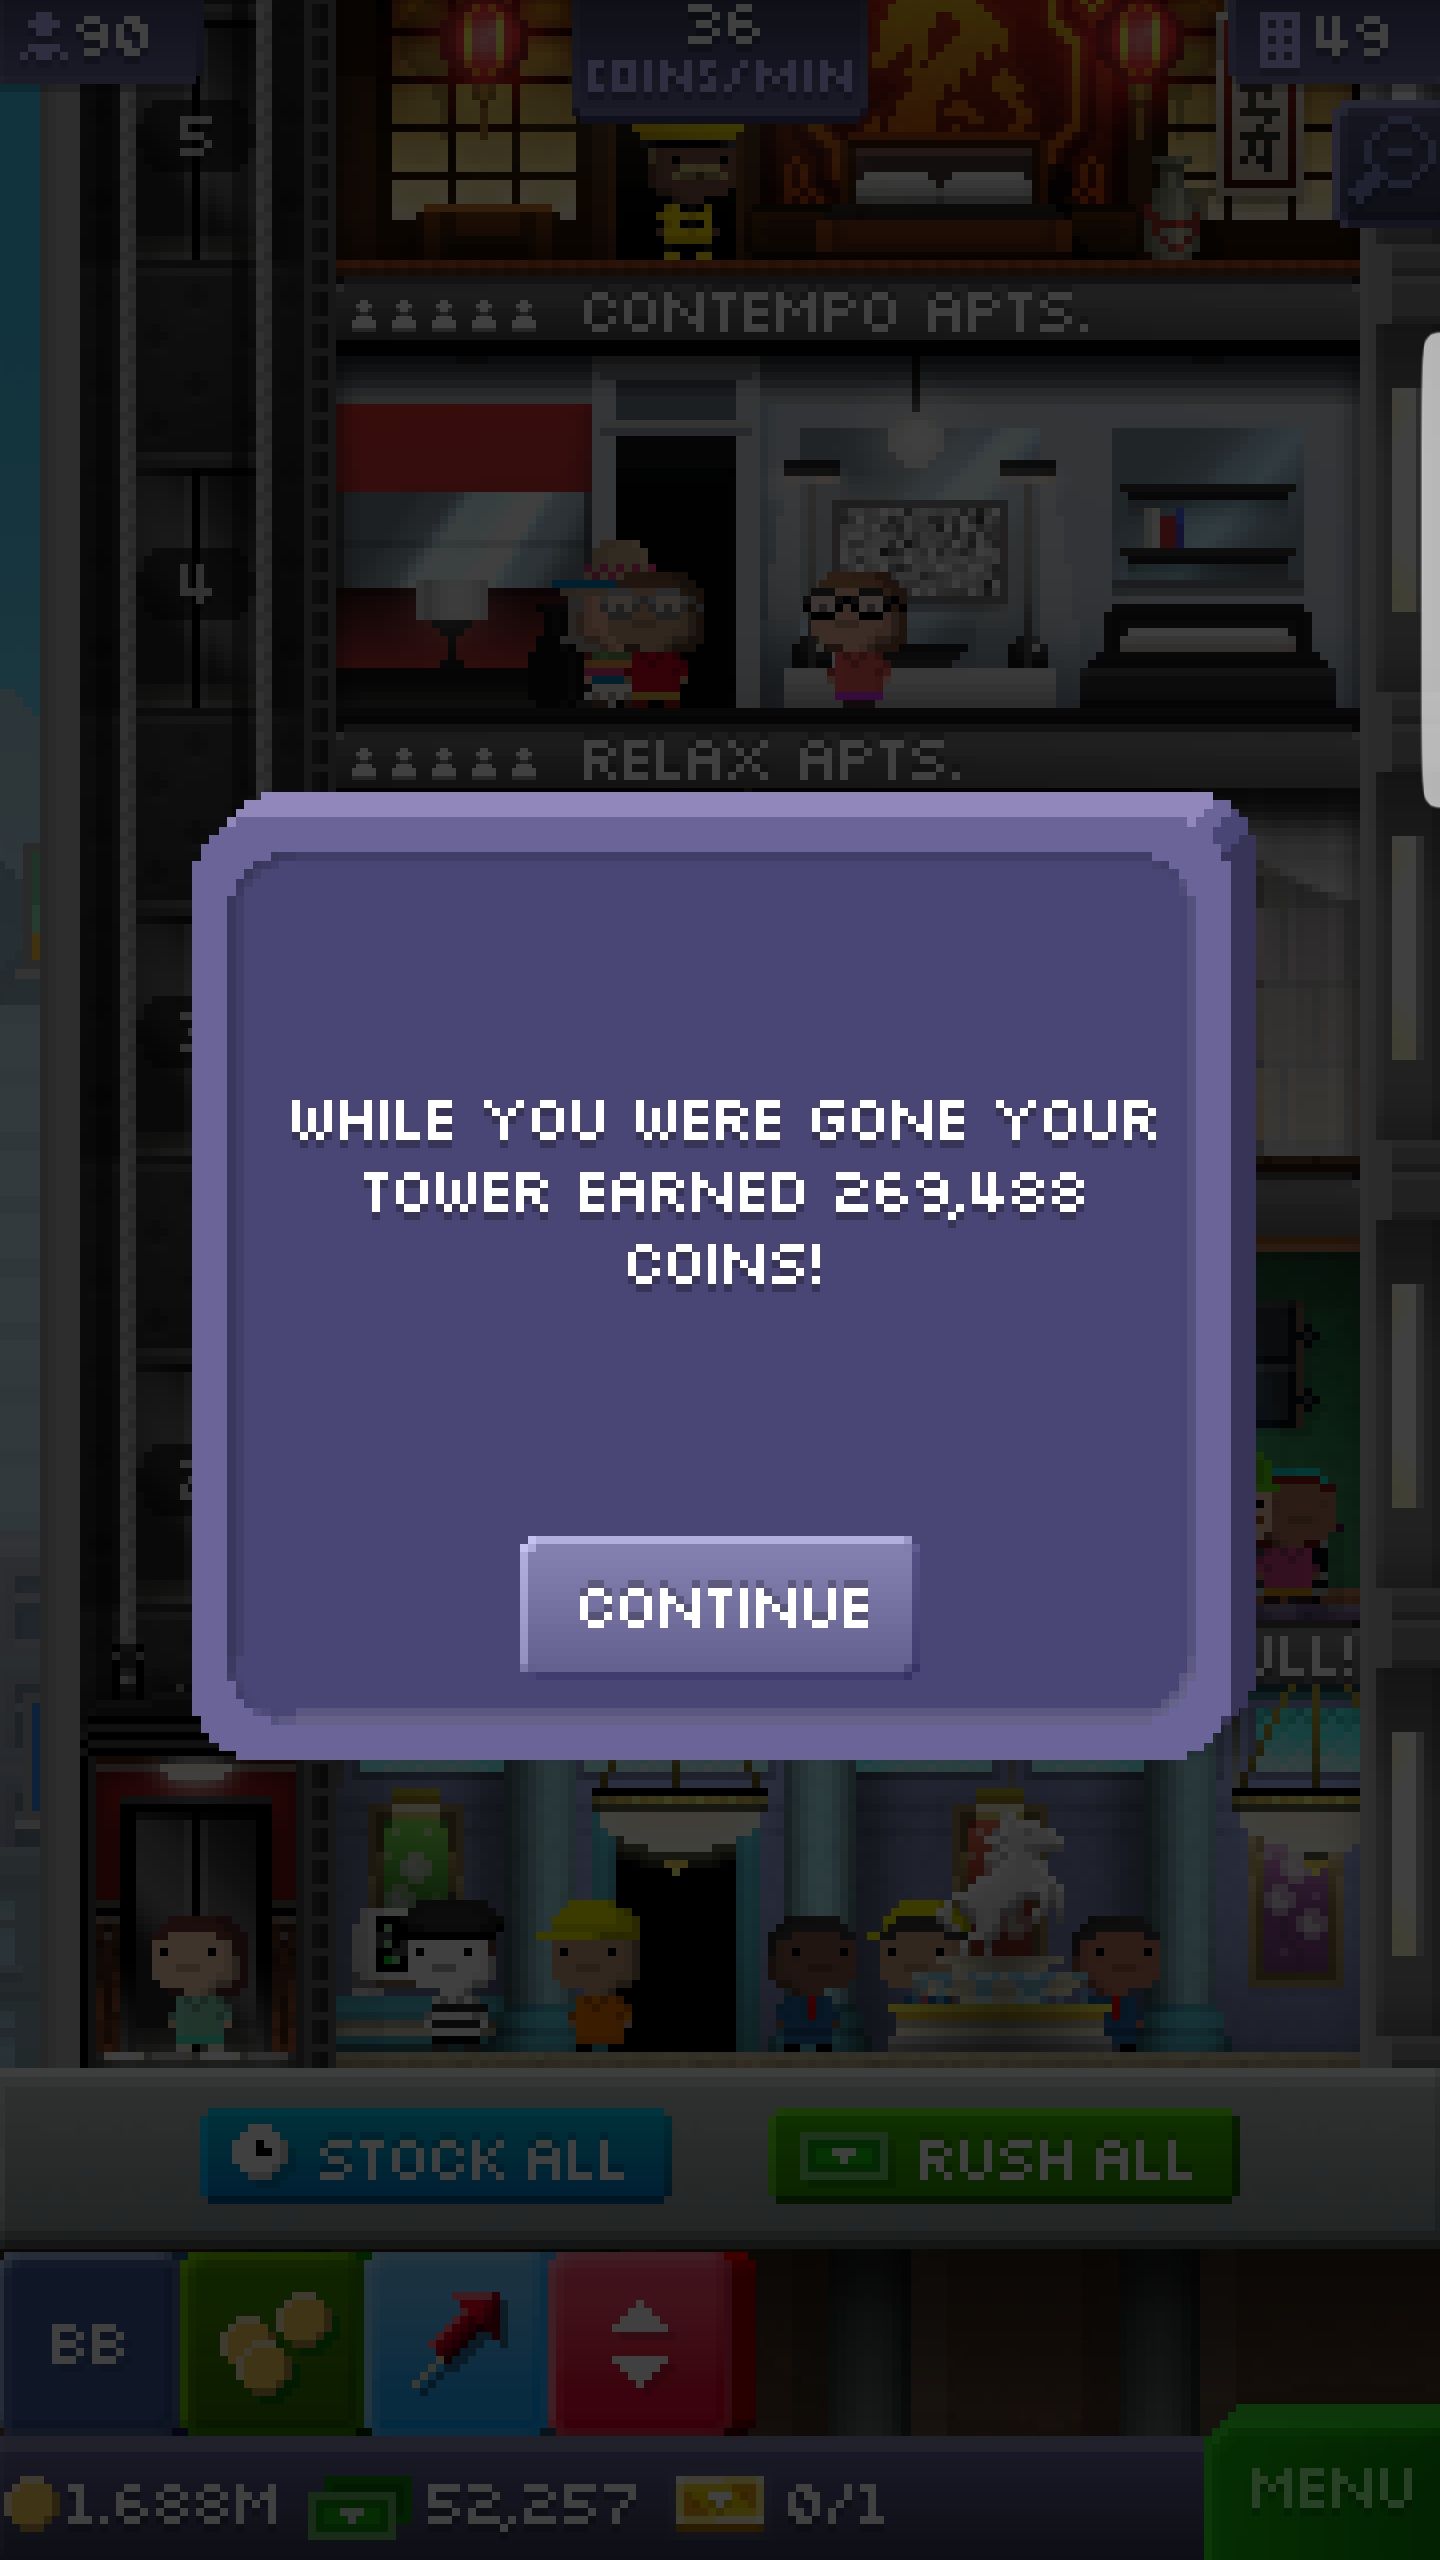 90
36
COINS/MIN
49
5
CONTEMPO APTS.
4
RELAX APTS.
WHILE YOU WERE GONE YOUR
TOWER EARNED 269,488
COINS!
CONTINUE
STOCK ALL
RUSH ALL
BB
1.688M
52,257
0/1
MENU